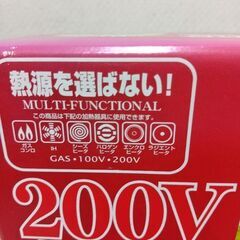 熱源を選ばない!
MULTI-FUNCTIONAL
この商品は下記の加熱器具に使用できます。
ガスコンロ IH シーズヒータ ハロゲンヒータ エンクロヒータ ラジエントヒータ
GAS・100V・200V
200V